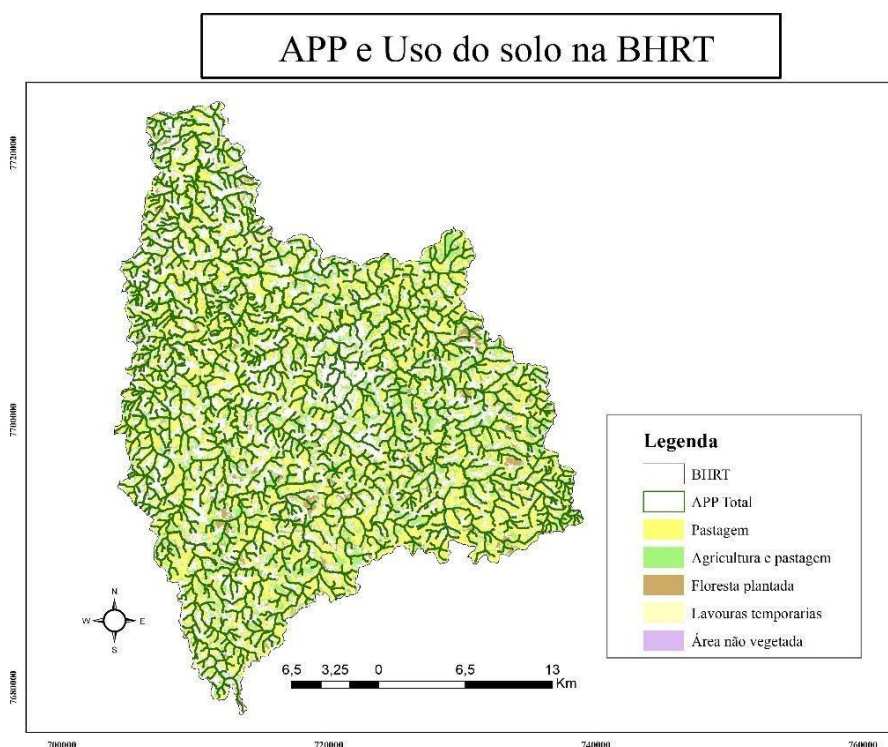 APP e Uso do solo na BHRT
7720000
7700000
7680000
Legenda
BHRT
APP Total
Pastagem
Agricultura e pastagem
Floresta plantada
Lavouras temporarias
Área não vegetada
N
W E
S
6,5 3,25 0 6,5 13
Km
700000 720000 740000 760000